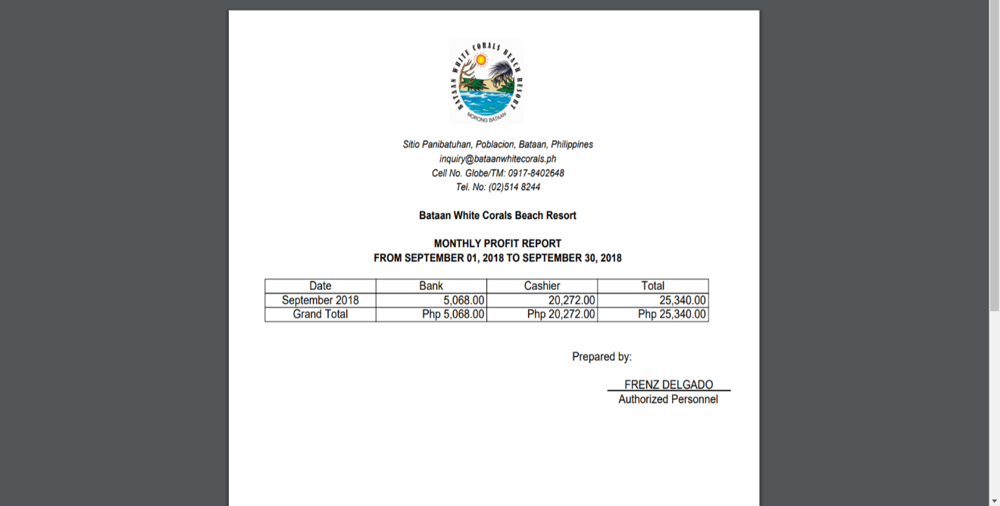 BATAAN WHITE CORALS BEACH RESORT
MORONG BATAAN
Sitio Panibatuhan, Poblacion, Bataan, Philippines
inquiry@bataanwhitecorals.ph
Cell No. Globe/TM: 0917-8402648
Tel. No: (02)514 8244
Bataan White Corals Beach Resort
MONTHLY PROFIT REPORT
FROM SEPTEMBER 01, 2018 TO SEPTEMBER 30, 2018
Date Bank Cashier Total
September 2018 5,068.00 20,272.00 25,340.00
Grand Total Php 5,068.00 Php 20,272.00 Php 25,340.00
Prepared by:
FRENZ DELGADO
Authorized Personnel